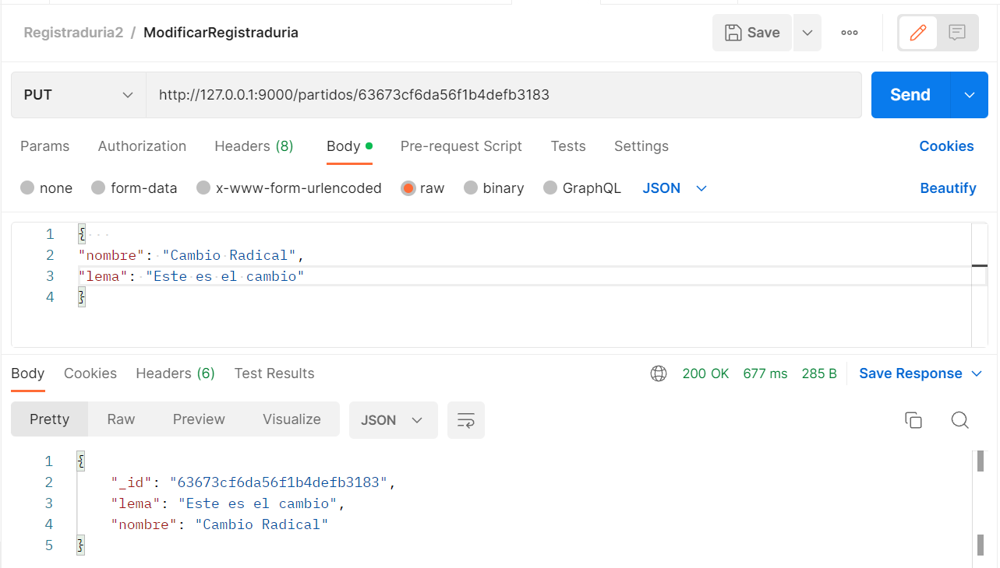 Registraduria2 / ModificarRegistraduria Save
PUT http://127.0.0.1:9000/partidos/63673cf6da56f1b4defb3183 Send
Params Authorization Headers (8) Body Pre-request Script Tests Settings Cookies
none form-data x-www-form-urlencoded raw binary GraphQL JSON Beautify
1 {
2 "nombre": "Cambio Radical",
3 "lema": "Este es el cambio"
4 }
Body Cookies Headers (6) Test Results 200 OK 677 ms 285 B Save Response
Pretty Raw Preview Visualize JSON
1 {
2 "_id": "63673cf6da56f1b4defb3183",
3 "lema": "Este es el cambio",
4 "nombre": "Cambio Radical"
5 }